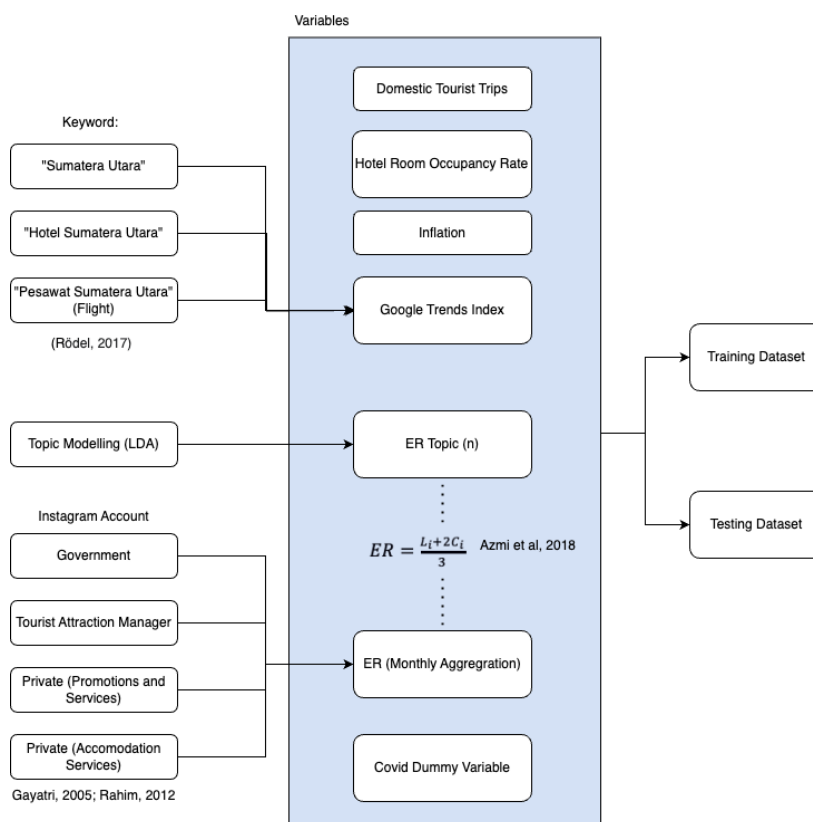 Variables
Domestic Tourist Trips
Keyword:
Hotel Room Occupancy Rate
"Sumatera Utara"
"Hotel Sumatera Utara"
Inflation
"Pesawat Sumatera Utara"
(Flight)
Google Trends Index
(Rödel, 2017)
Training Dataset
Topic Modelling (LDA)
ER Topic (n)
Instagram Account
Testing Dataset
Government
ER = (Lᵢ+2Cᵢ)/3 Azmi et al, 2018
Tourist Attraction Manager
ER (Monthly Aggregration)
Private (Promotions and
Services)
Private (Accomodation
Services)
Covid Dummy Variable
Gayatri, 2005; Rahim, 2012